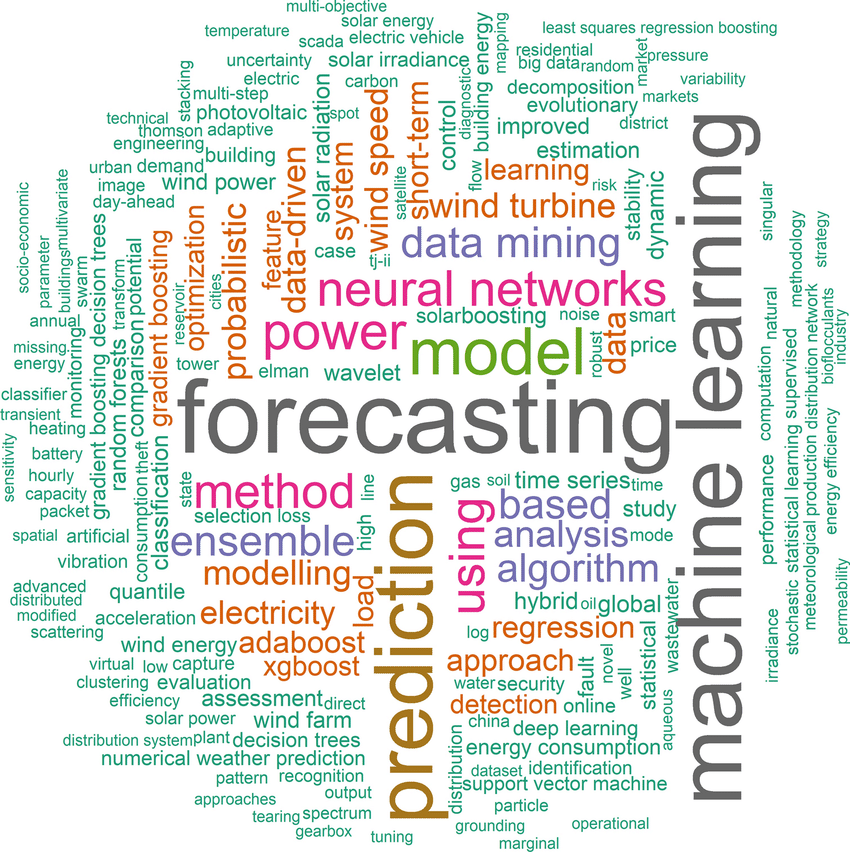 multi-objective
solar energy
temperature
scada
electric vehicle
least squares regression boosting
uncertainty
solar irradiance
residential
big data
random
market
pressure
mapping
electric
carbon
decomposition
variability
stacking
multi-step
photovoltaic
spot
evolutionary
markets
technical
thomson
adaptive
improved
district
engineering
building
estimation
urban
demand
learning
image
wind power
risk
day-ahead
wind turbine
solar radiation
system
wind speed
short-term
control
diagnostic
building energy
flow
satellite
stability
dynamic
data mining
case
tj-ii
data-driven
feature
probabilistic
optimization
reservoir
cities
neural networks
power
solar
boosting
noise
smart
model
robust
data
price
tower
elman
wavelet
forecasting
machine learning
singular
methodology
strategy
socio-economic
parameter
buildings
multivariate
swarm
gradient boosting decision trees
transform
random forests
comparison
potential
gradient boosting
annual
missing
energy
monitoring
classifier
transient
heating
battery
sensitivity
hourly
capacity
packet
spatial
artificial
consumption
theft
classification
vibration
state
method
line
selection
loss
high
ensemble
modelling
load
quantile
advanced
distributed
modified
scattering
acceleration
electricity
wind energy
adaboost
virtual
low
capture
xgboost
clustering
evaluation
efficiency
assessment
direct
solar power
wind farm
distribution system
plant
decision trees
numerical weather prediction
pattern
recognition
approaches
output
tearing
spectrum
gearbox
tuning
prediction
gas
soil
time series
time
based
study
using
analysis
mode
algorithm
hybrid
oil
global
wastewater
log
regression
approach
fault
novel
well
statistical
water
security
detection
online
aqueous
china
deep learning
energy consumption
distribution
dataset
identification
support vector machine
particle
grounding
operational
marginal
performance
computation
natural
irradiance
stochastic
statistical learning
supervised
meteorological
production
distribution network
energy efficiency
bioflocculants
industry
permeability